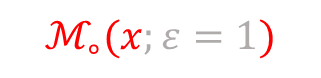 ℳ∘(x; ε = 1)